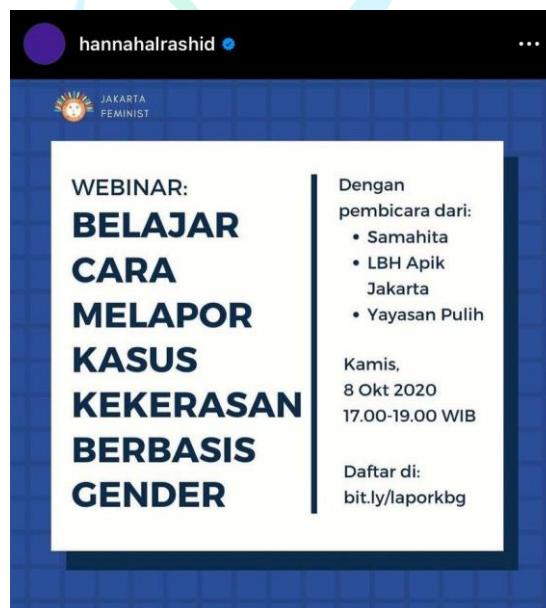 hannahalrashid
JAKARTA
FEMINIST
WEBINAR:
BELAJAR
CARA
MELAPOR
KASUS
KEKERASAN
BERBASIS
GENDER
Dengan
pembicara dari:
• Samahita
• LBH Apik
Jakarta
• Yayasan Pulih
Kamis,
8 Okt 2020
17.00-19.00 WIB
Daftar di:
bit.ly/laporkbg